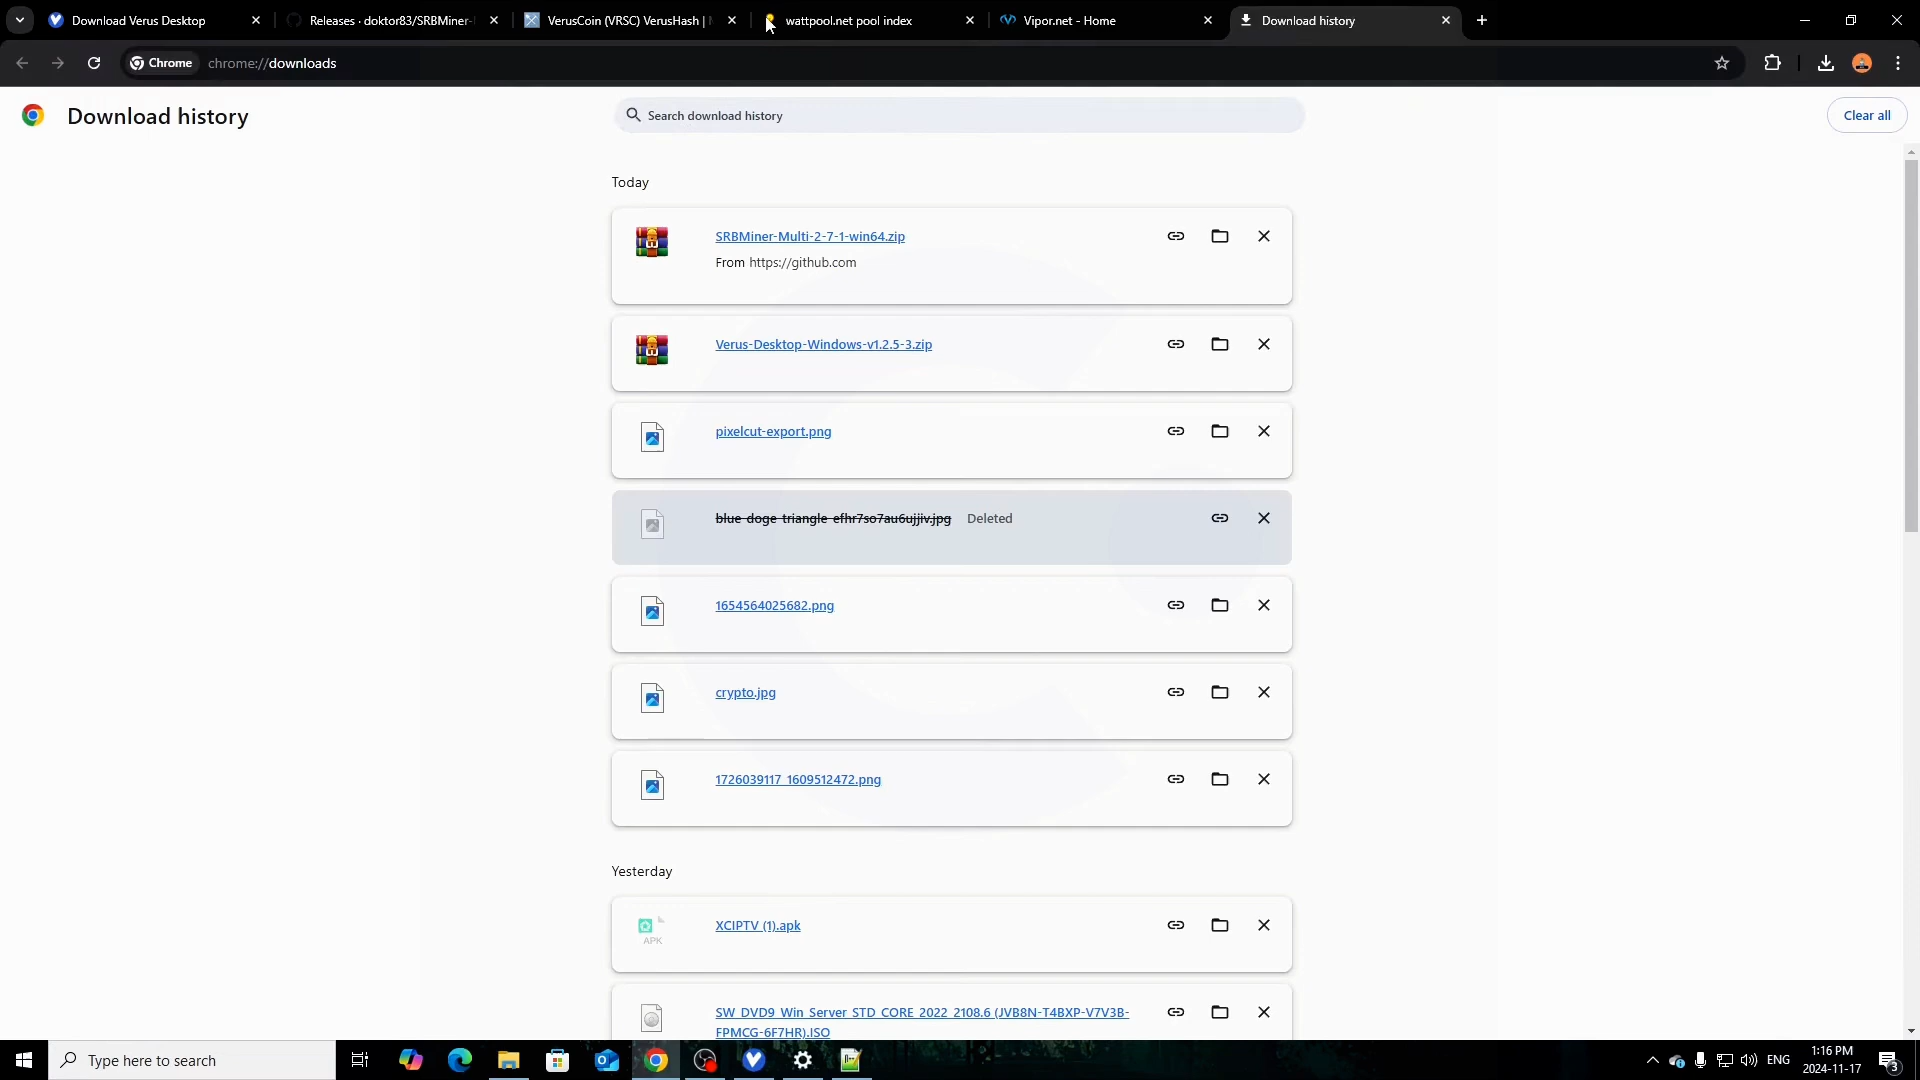 Download Verus Desktop
Releases · doktor83/SRBMiner-
VerusCoin (VRSC) VerusHash |
wattpool.net pool index
Vipor.net - Home
Download history
Chrome
chrome://downloads
Download history
Search download history
Clear all
Today
SRBMiner-Multi-2-7-1-win64.zip
From https://github.com
Verus-Desktop-Windows-v1.2.5-3.zip
pixelcut-export.png
blue-doge-triangle-efhr7so7au6ujjiv.jpg Deleted
1654564025682.png
crypto.jpg
1726039117_1609512472.png
Yesterday
XCIPTV (1).apk
APK
SW_DVD9_Win_Server_STD_CORE_2022_2108.6 (JVB8N-T4BXP-V7V3B-
FPMCG-6F7HR).ISO
Type here to search
ENG
1:16 PM
2024-11-17
3